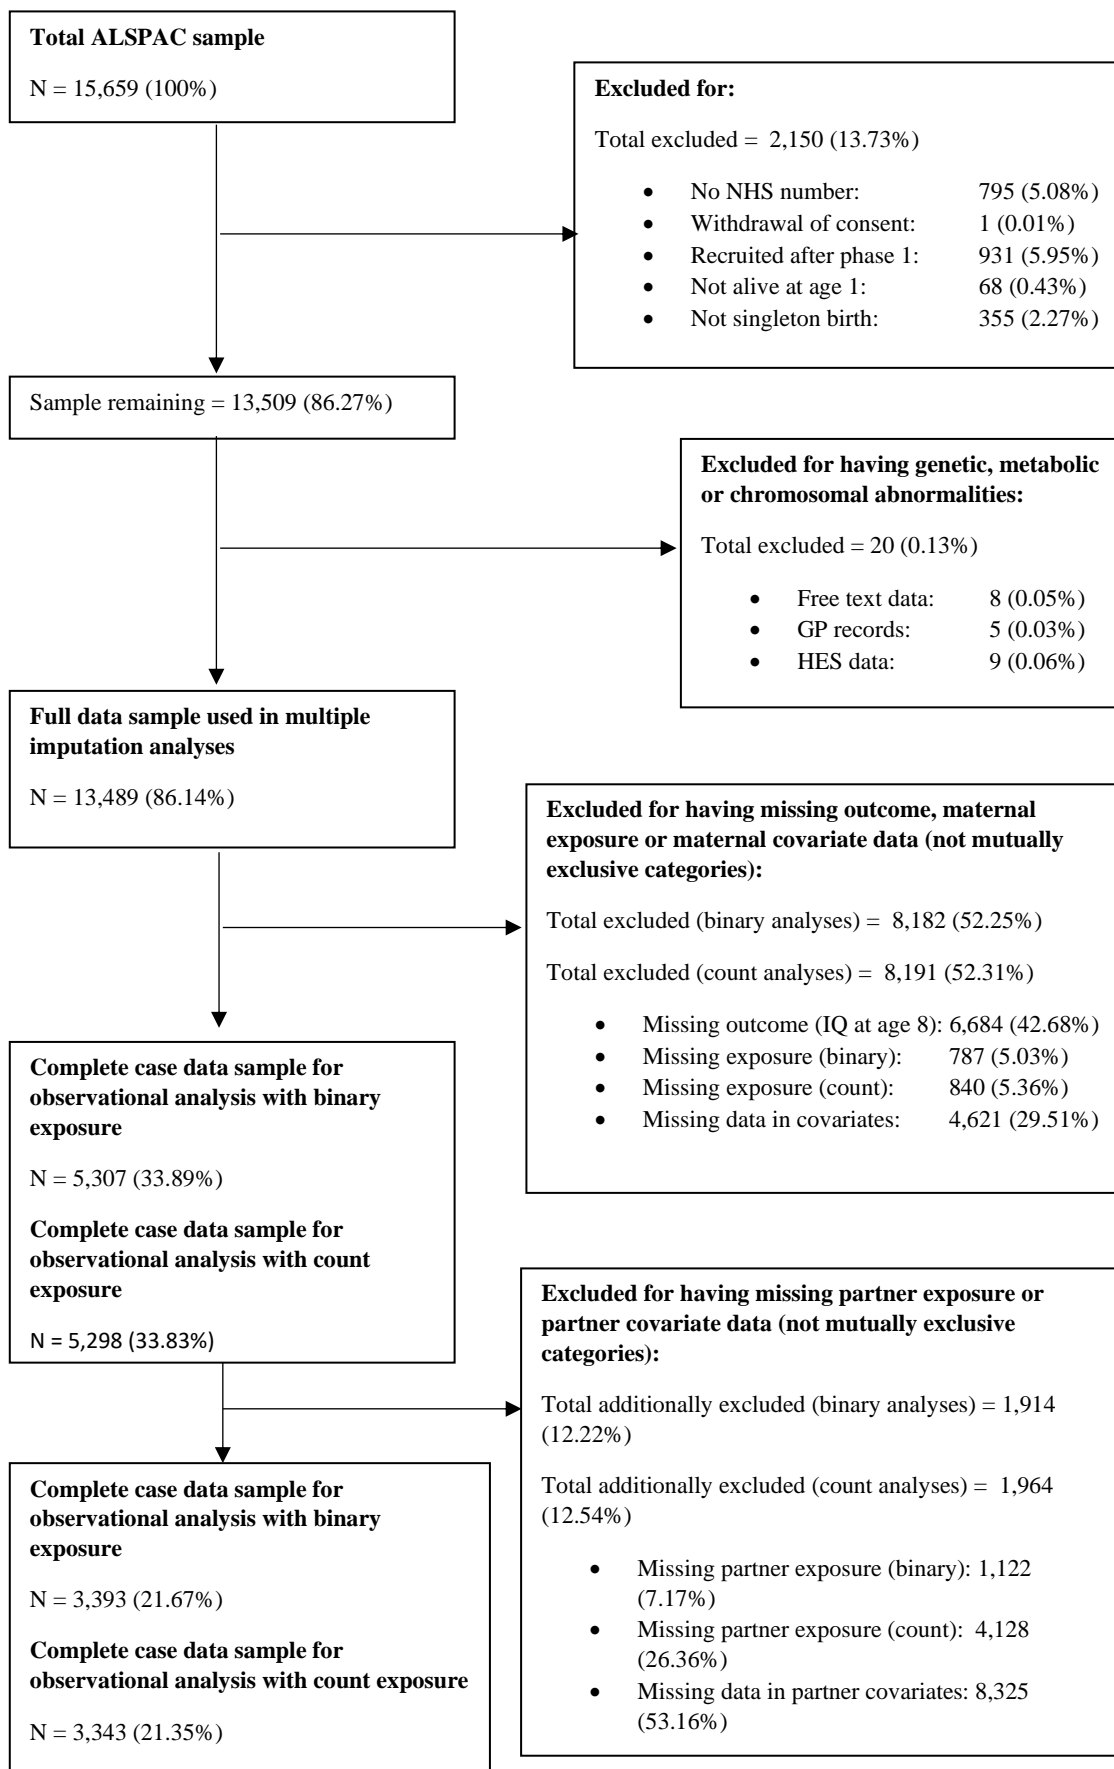 Total ALSPAC sample
N = 15,659 (100%)
Excluded for:
Total excluded = 2,150 (13.73%)
• No NHS number: 795 (5.08%)
• Withdrawal of consent: 1 (0.01%)
• Recruited after phase 1: 931 (5.95%)
• Not alive at age 1: 68 (0.43%)
• Not singleton birth: 355 (2.27%)
Sample remaining = 13,509 (86.27%)
Excluded for having genetic, metabolic
or chromosomal abnormalities:
Total excluded = 20 (0.13%)
• Free text data: 8 (0.05%)
• GP records: 5 (0.03%)
• HES data: 9 (0.06%)
Full data sample used in multiple
imputation analyses
N = 13,489 (86.14%)
Excluded for having missing outcome, maternal
exposure or maternal covariate data (not mutually
exclusive categories):
Total excluded (binary analyses) = 8,182 (52.25%)
Total excluded (count analyses) = 8,191 (52.31%)
• Missing outcome (IQ at age 8): 6,684 (42.68%)
• Missing exposure (binary): 787 (5.03%)
• Missing exposure (count): 840 (5.36%)
• Missing data in covariates: 4,621 (29.51%)
Complete case data sample for
observational analysis with binary
exposure
N = 5,307 (33.89%)
Complete case data sample for
observational analysis with count
exposure
N = 5,298 (33.83%)
Excluded for having missing partner exposure or
partner covariate data (not mutually exclusive
categories):
Total additionally excluded (binary analyses) = 1,914
(12.22%)
Total additionally excluded (count analyses) = 1,964
(12.54%)
• Missing partner exposure (binary): 1,122
(7.17%)
• Missing partner exposure (count): 4,128
(26.36%)
• Missing data in partner covariates: 8,325
(53.16%)
Complete case data sample for
observational analysis with binary
exposure
N = 3,393 (21.67%)
Complete case data sample for
observational analysis with count exposure
N = 3,343 (21.35%)